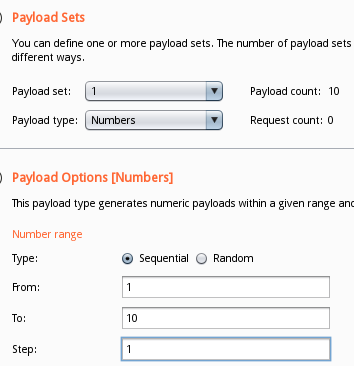 Payload Sets
You can define one or more payload sets. The number of payload sets
different ways.
Payload set: 1 Payload count: 10
Payload type: Numbers Request count: 0
Payload Options [Numbers]
This payload type generates numeric payloads within a given range and
Number range
Type: Sequential Random
From: 1
To: 10
Step: 1